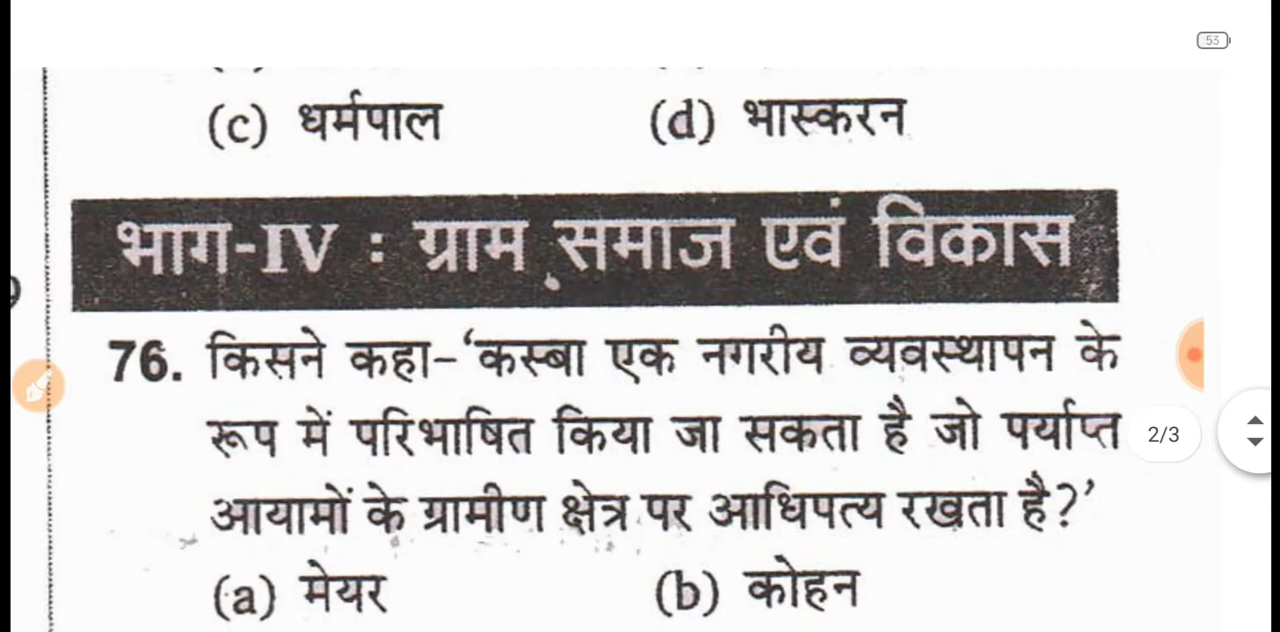 53
(c) धर्मपाल (d) भास्करन
भाग-IV : ग्राम समाज एवं विकास
76. किसने कहा-‘कस्बा एक नगरीय व्यवस्थापन के
रूप में परिभाषित किया जा सकता है जो पर्याप्त
2/3
आयामों के ग्रामीण क्षेत्र पर आधिपत्य रखता है?’
(a) मेयर (b) कोहन